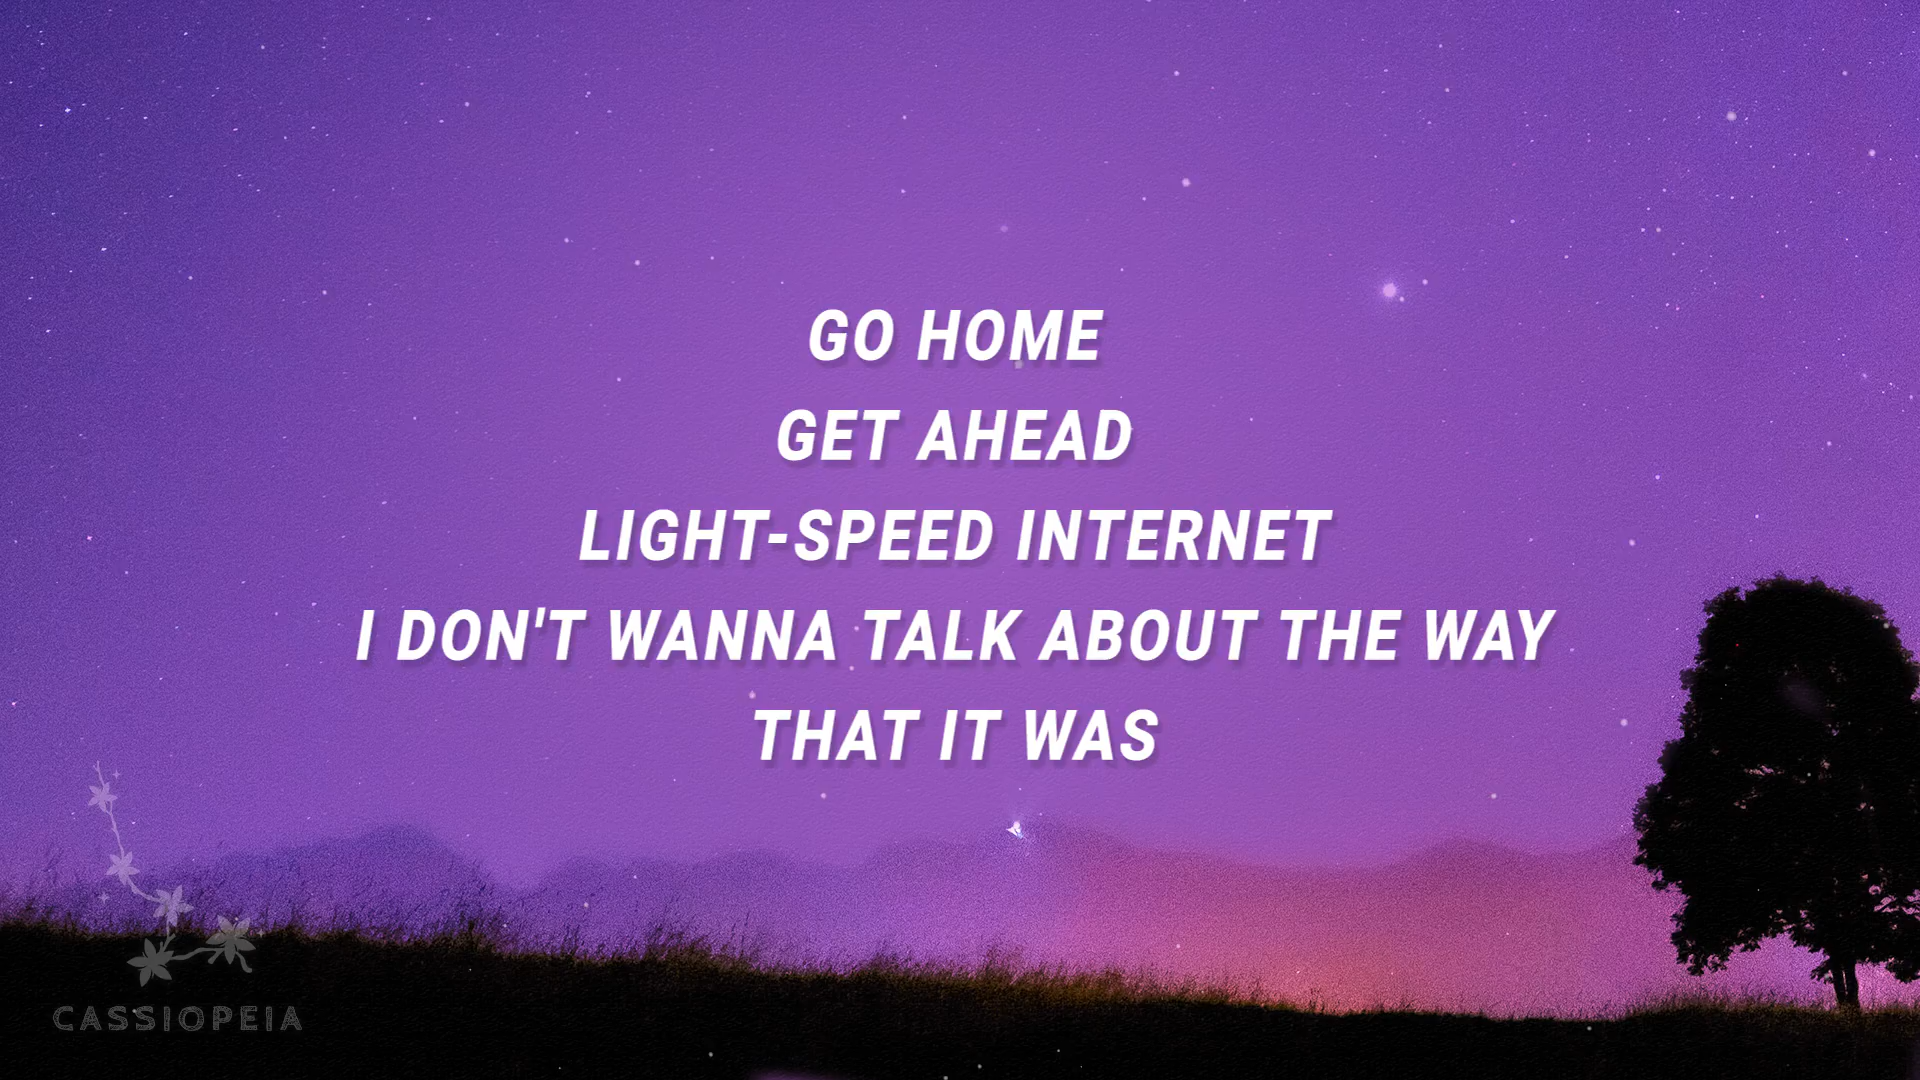 GO HOME
GET AHEAD
LIGHT-SPEED INTERNET
I DON'T WANNA TALK ABOUT THE WAY
THAT IT WAS
CASSIOPEIA